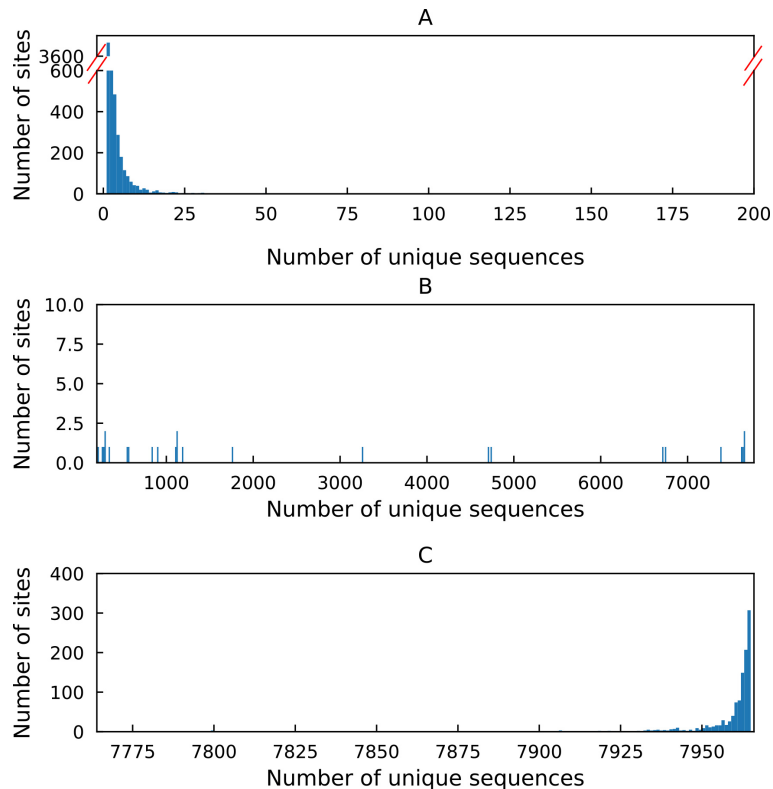 A
Number of sites
3600
600
400
200
0
0 25 50 75 100 125 150 175 200
Number of unique sequences
B
Number of sites
10.0
7.5
5.0
2.5
0.0
1000 2000 3000 4000 5000 6000 7000
Number of unique sequences
C
Number of sites
400
300
200
100
0
7775 7800 7825 7850 7875 7900 7925 7950
Number of unique sequences